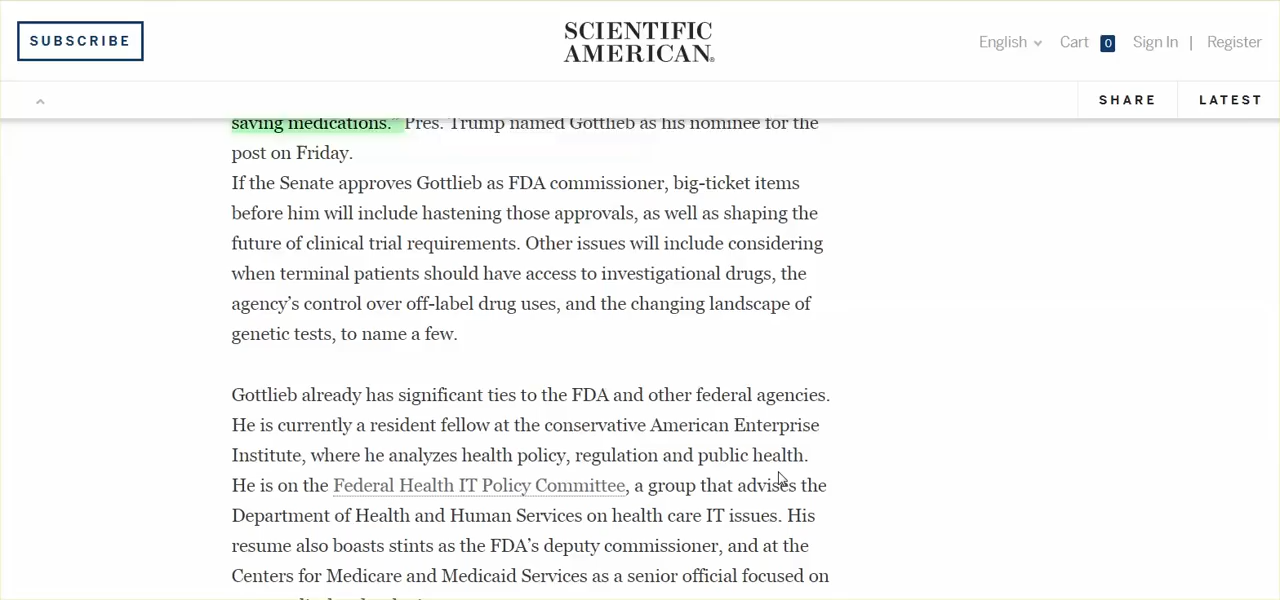 SUBSCRIBE
SCIENTIFIC
AMERICAN®
English
Cart 0
Sign In | Register
SHARE
LATEST
saving medications.” Pres. Trump named Gottlieb as his nominee for the
post on Friday.
If the Senate approves Gottlieb as FDA commissioner, big-ticket items
before him will include hastening those approvals, as well as shaping the
future of clinical trial requirements. Other issues will include considering
when terminal patients should have access to investigational drugs, the
agency’s control over off-label drug uses, and the changing landscape of
genetic tests, to name a few.
Gottlieb already has significant ties to the FDA and other federal agencies.
He is currently a resident fellow at the conservative American Enterprise
Institute, where he analyzes health policy, regulation and public health.
He is on the Federal Health IT Policy Committee, a group that advises the
Department of Health and Human Services on health care IT issues. His
resume also boasts stints as the FDA’s deputy commissioner, and at the
Centers for Medicare and Medicaid Services as a senior official focused on